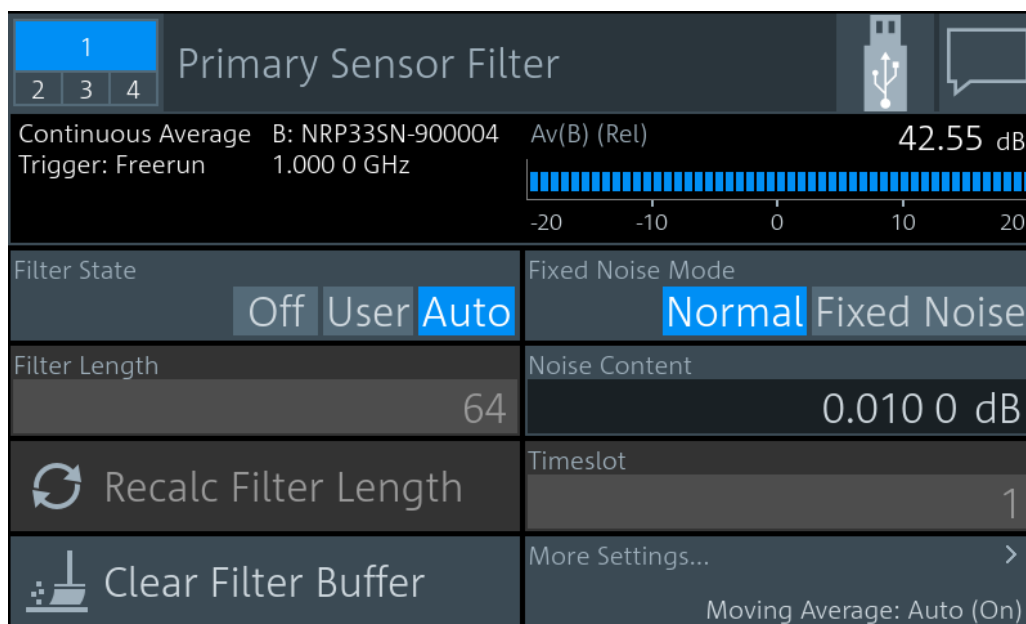 1
2 3 4
Primary Sensor Filter
Continuous Average B: NRP33SN-900004
Trigger: Freerun 1.000 0 GHz
Av(B) (Rel) 42.55 dB
-20 -10 0 10 20
Filter State
Off User Auto
Fixed Noise Mode
Normal Fixed Noise
Filter Length
64
Noise Content
0.010 0 dB
Recalc Filter Length
Timeslot
1
Clear Filter Buffer
More Settings... >
Moving Average: Auto (On)